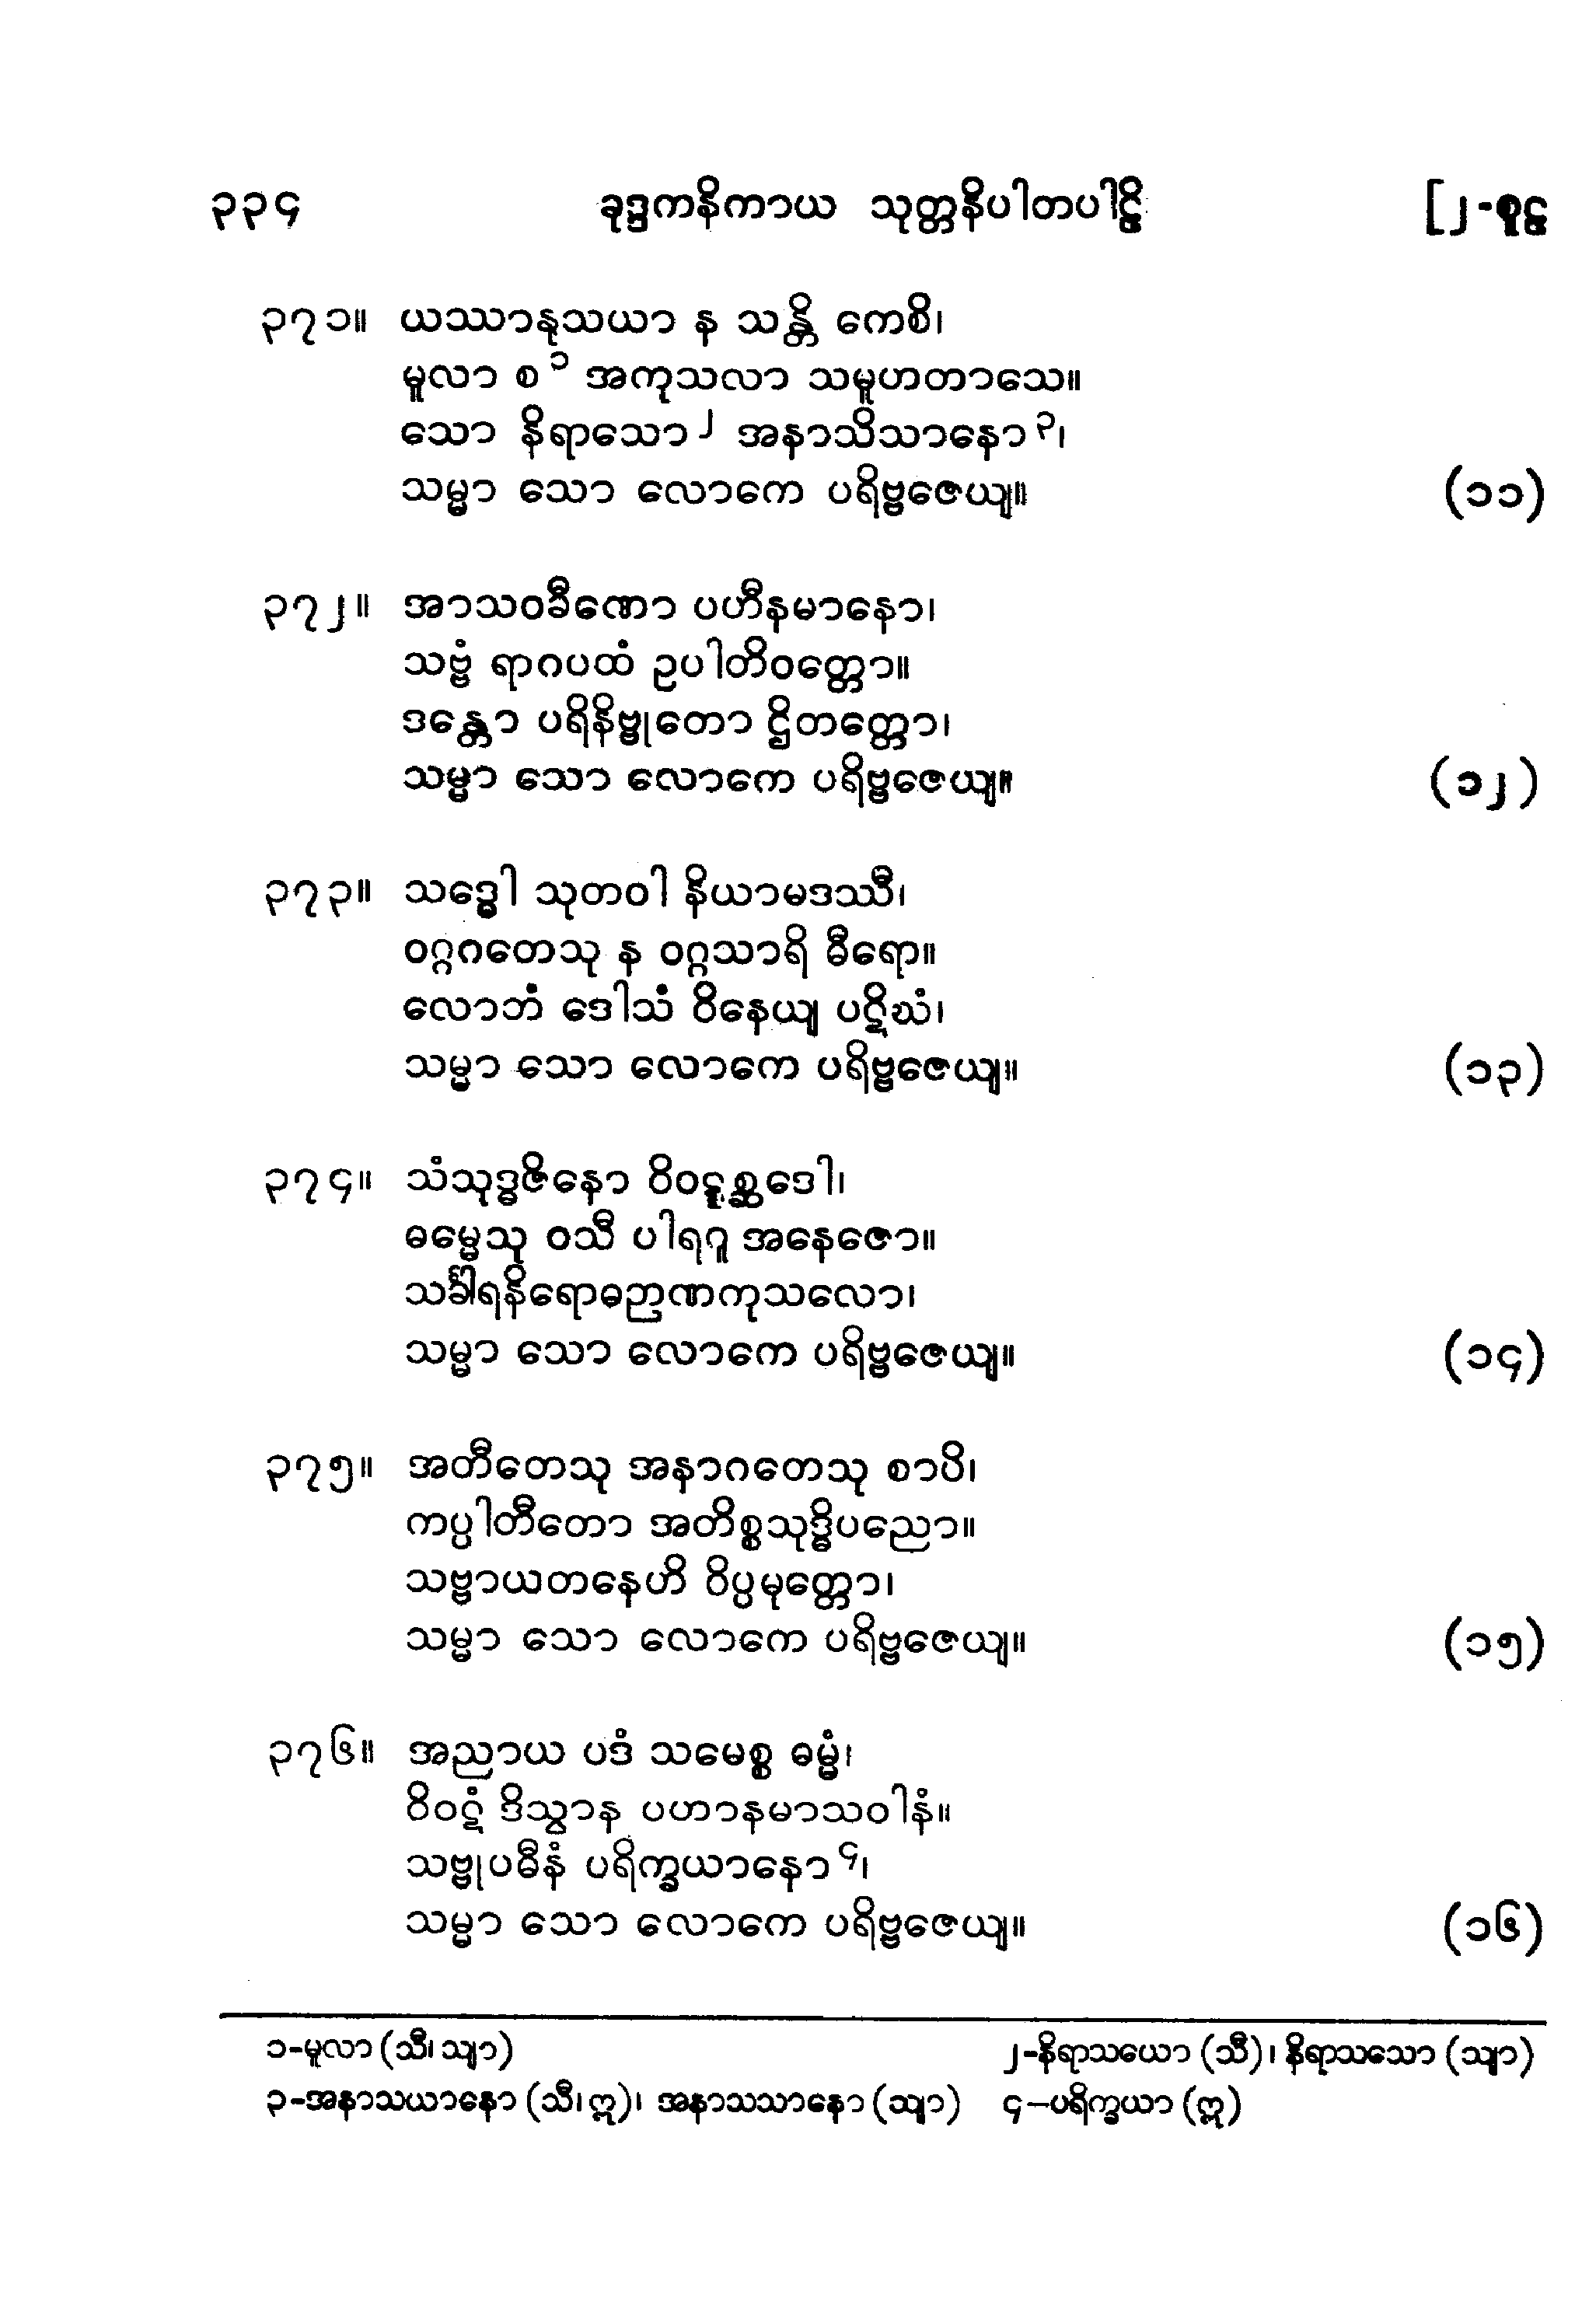 ၃၃၄ ခုဒ္ဒကနိကာယ သုတ္တနိပါတပါဠိ [၂-စူဠ
၃၇၁။ ယဿာနုသယာ န သန္တိ ကေစိ၊
မူလာ စ ၁ အကုသလာ သမူဟတာသေ။
သော နိရာသော ၂ အနာသိသာနော ၃၊
သမ္မာ သော လောကေ ပရိဗ္ဗဇေယျ။ (၁၁)
၃၇၂။ အာသဝခီဏော ပဟီနမာနော၊
သဗ္ဗံ ရာဂပထံ ဥပါတိဝတ္တော။
ဒန္တော ပရိနိဗ္ဗုတော ဌိတတ္တော၊
သမ္မာ သော လောကေ ပရိဗ္ဗဇေယျ။ (၁၂)
၃၇၃။ သဒ္ဓေါ သုတဝါ နိယာမဒဿီ၊
ဝဂ္ဂဂတေသု န ဝဂ္ဂသာရိ ဓီရော။
လောဘံ ဒေါသံ ဝိနေယျ ပဋိဃံ၊
သမ္မာ သော လောကေ ပရိဗ္ဗဇေယျ။ (၁၃)
၃၇၄။ သံသုဒ္ဓဇိနော ဝိဝဋ္ဋစ္ဆဒေါ၊
ဓမ္မေသု ဝသီ ပါရဂူ အနေဇော။
သင်္ခါရနိရောဓဉာဏကုသလော၊
သမ္မာ သော လောကေ ပရိဗ္ဗဇေယျ။ (၁၄)
၃၇၅။ အတီတေသု အနာဂတေသု စာပိ၊
ကပ္ပါတီတော အတိစ္စသုဒ္ဓိပညော။
သဗ္ဗာယတနေဟိ ဝိပ္ပမုတ္တော၊
သမ္မာ သော လောကေ ပရိဗ္ဗဇေယျ။ (၁၅)
၃၇၆။ အညာယ ပဒံ သမေစ္စ ဓမ္မံ၊
ဝိဝဋံ ဒိသွာန ပဟာနမာသဝါနံ။
သဗ္ဗုပဓီနံ ပရိက္ခယာနော ၄၊
သမ္မာ သော လောကေ ပရိဗ္ဗဇေယျ။ (၁၆)
၁-မူလာ (သီ၊ သျာ) ၂-နိရာသယော (သီ)၊ နိရာသသော (သျာ)
၃-အနာသယာနော (သီ၊ ဣ)၊ အနာသသာနော (သျာ) ၄-ပရိက္ခယာ (ဣ)